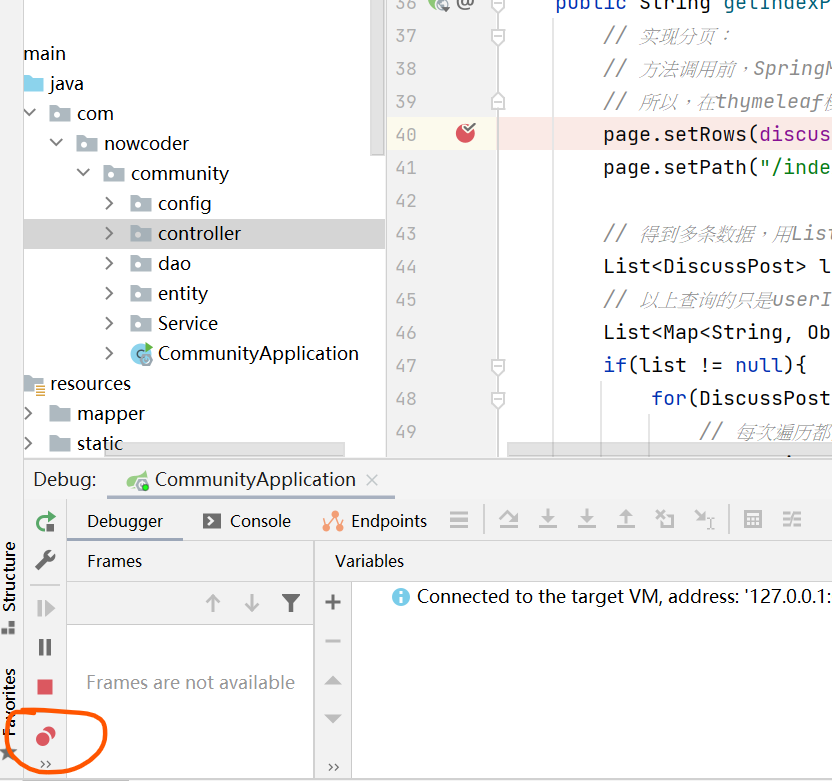 main
java
com
nowcoder
community
config
controller
dao
entity
Service
CommunityApplication
resources
mapper
static
36 @ public String getIndexP
37 // 实现分页：
38 // 方法调用前，SpringM
39 // 所以，在thymeleaf模
40 page.setRows(discus
41 page.setPath("/inde
42
43 // 得到多条数据，用List
44 List<DiscussPost> l
45 // 以上查询的只是userI
46 List<Map<String, Ob
47 if(list != null){
48 for(DiscussPost
49 // 每次遍历都
Debug: CommunityApplication
Debugger Console Endpoints
Frames Variables
Connected to the target VM, address: '127.0.0.1:
Frames are not available
Structure
Favorites